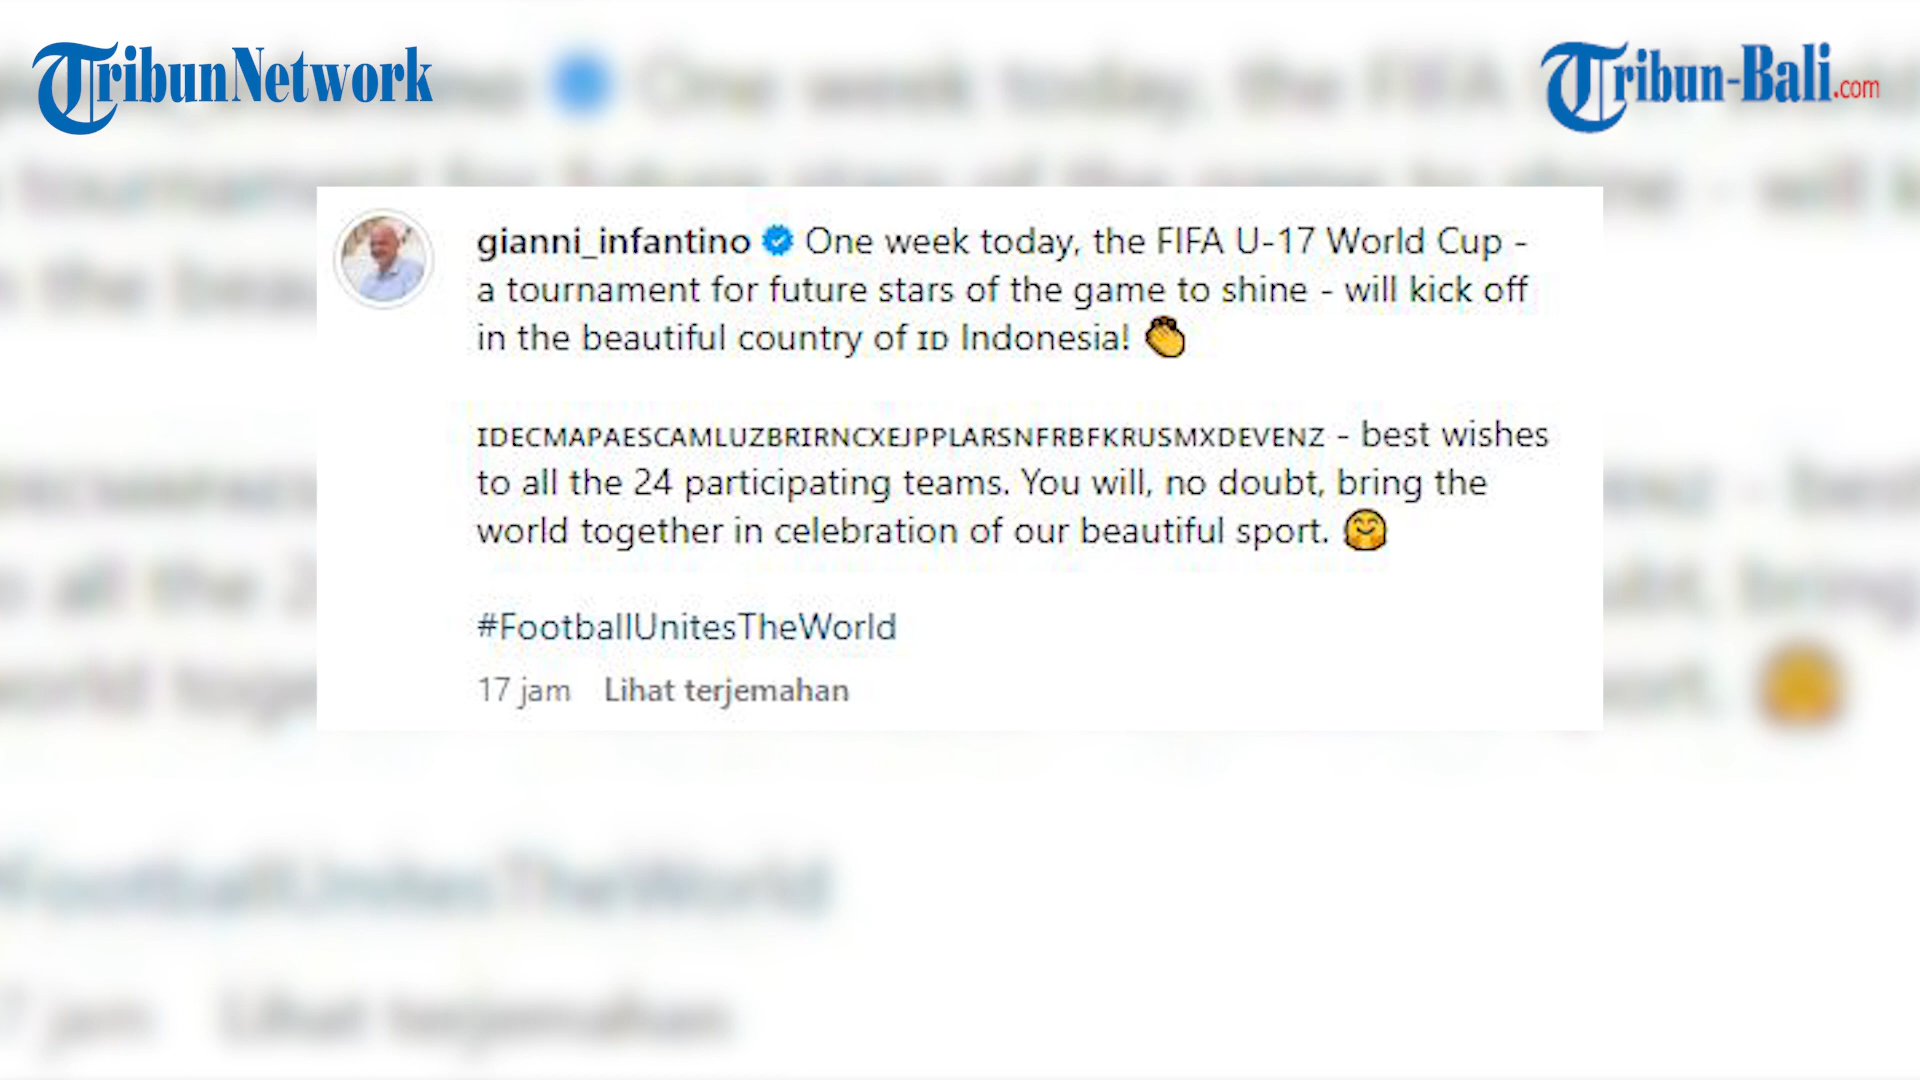 TribunNetwork
Tribun-Bali.com
gianni_infantino One week today, the FIFA U-17 World Cup -
a tournament for future stars of the game to shine - will kick off
in the beautiful country of ID Indonesia! 👏
IDECMAPAESCAMLUZBRIRNCXEJPPLARSNFRBFKRUSMXDEVENZ - best wishes
to all the 24 participating teams. You will, no doubt, bring the
world together in celebration of our beautiful sport. 🤗
#FootballUnitesTheWorld
17 jam Lihat terjemahan